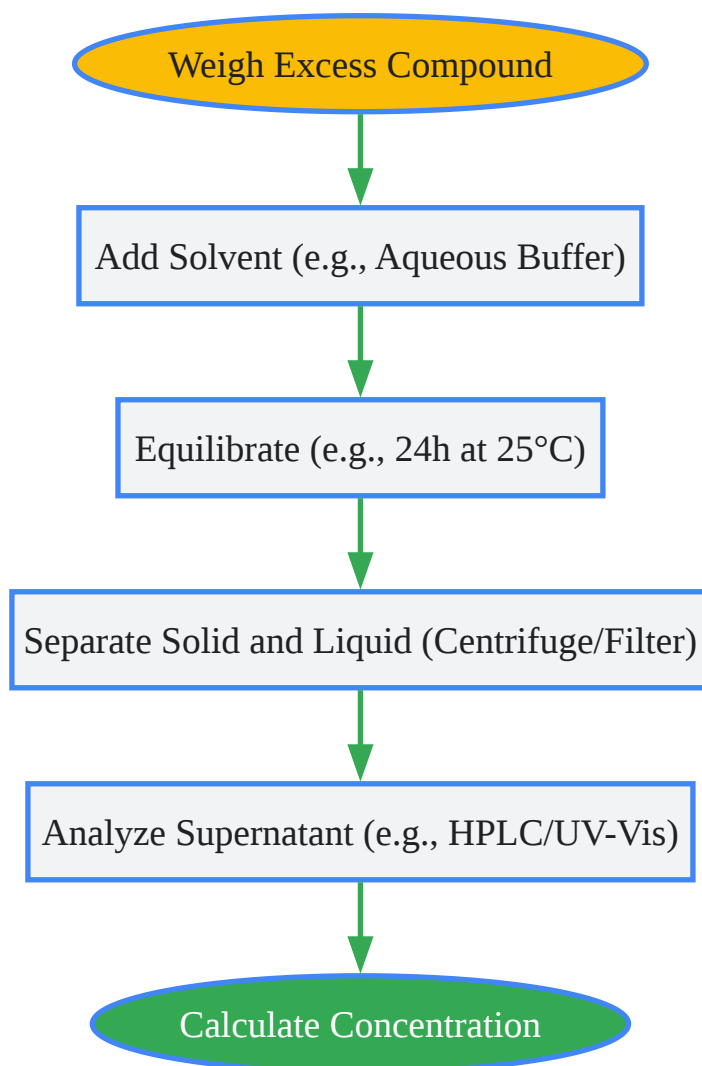 Weigh Excess Compound
Add Solvent (e.g., Aqueous Buffer)
Equilibrate (e.g., 24h at 25°C)
Separate Solid and Liquid (Centrifuge/Filter)
Analyze Supernatant (e.g., HPLC/UV-Vis)
Calculate Concentration